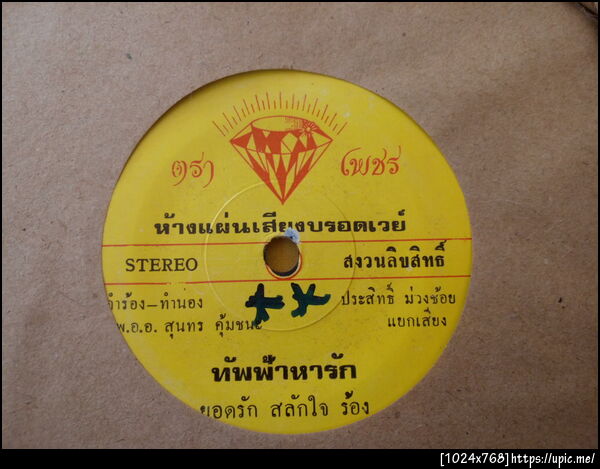 ตรา เพชร
ห้างแผ่นเสียงบรอดเวย์
STEREO สงวนลิขสิทธิ์
คำร้อง-ทำนอง ประสิทธิ์ ม่วงช้อย
พ.อ.อ. สุนทร คุ้มชนะ แยกเสียง
ทัพฟ้าหารัก
ยอดรัก สลักใจ ร้อง
[1024x768]https://upic.me/